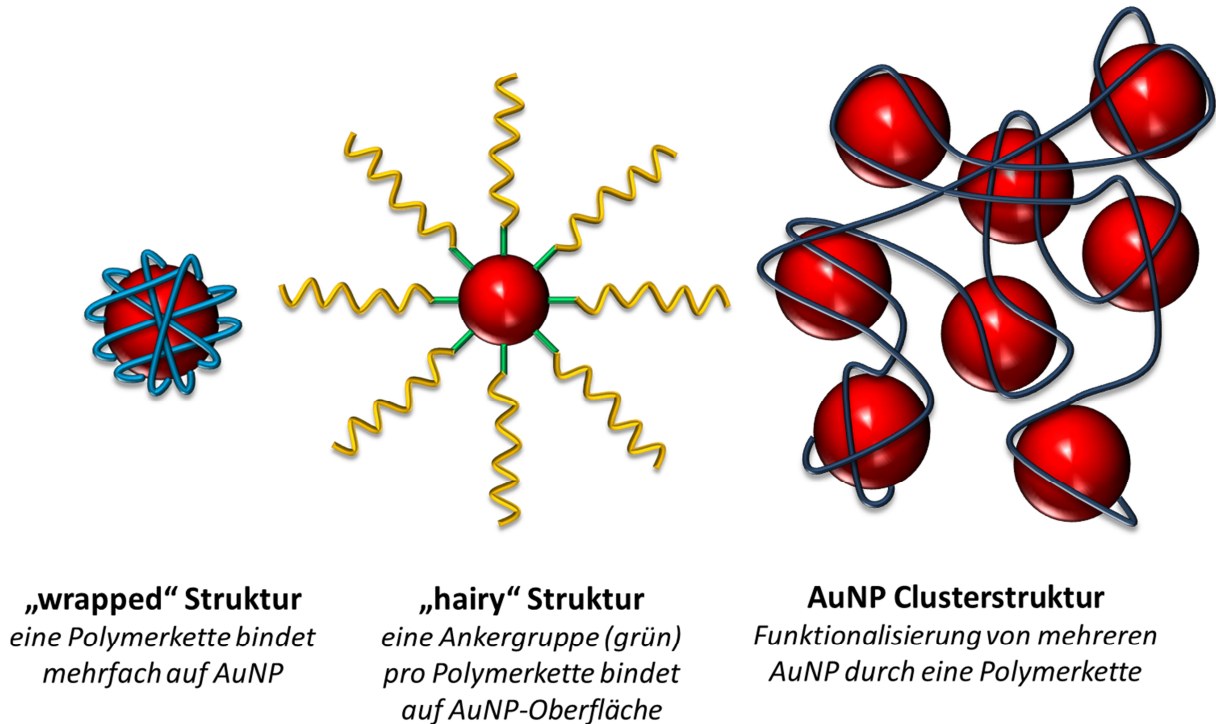 „wrapped“ Struktur
eine Polymerkette bindet
mehrfach auf AuNP
„hairy“ Struktur
eine Ankergruppe (grün)
pro Polymerkette bindet
auf AuNP-Oberfläche
AuNP Clusterstruktur
Funktionalisierung von mehreren
AuNP durch eine Polymerkette